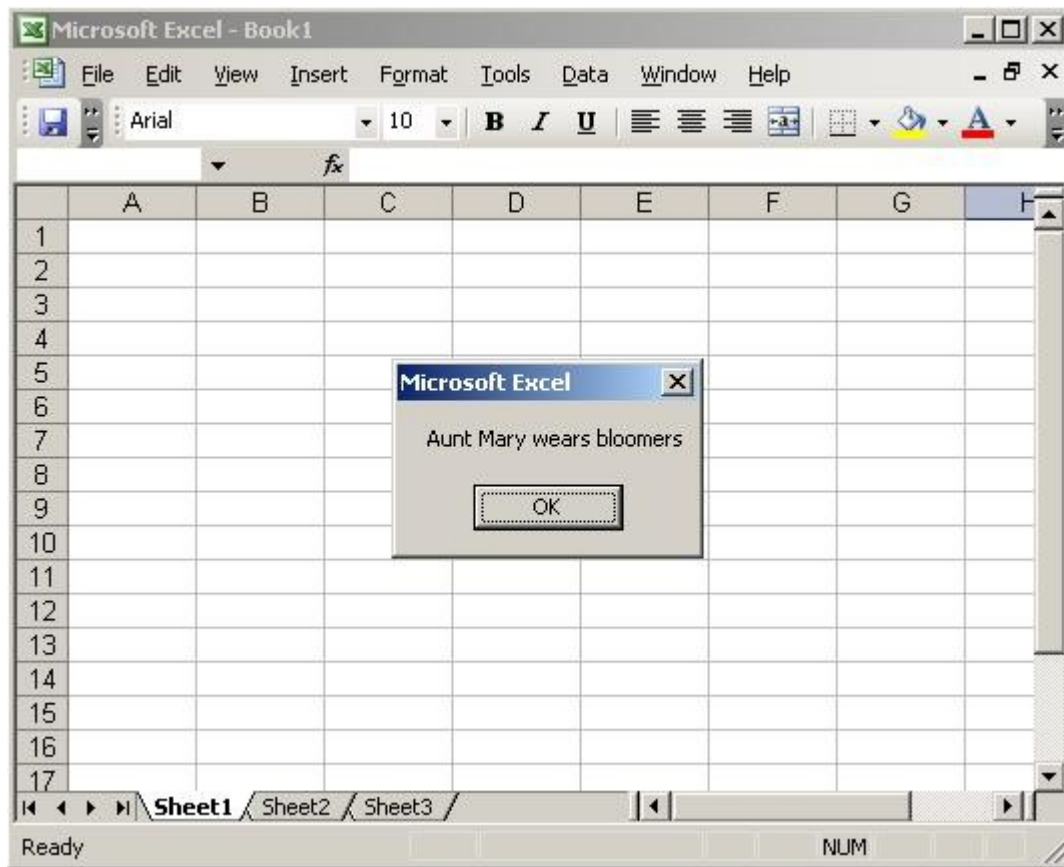 Microsoft Excel - Book1
File Edit View Insert Format Tools Data Window Help
Arial 10 B I U a A
fx
A B C D E F G H
1
2
3
4
5
6
7
8
9
10
11
12
13
14
15
16
17
Microsoft Excel
Aunt Mary wears bloomers
OK
Sheet1 Sheet2 Sheet3
Ready NUM